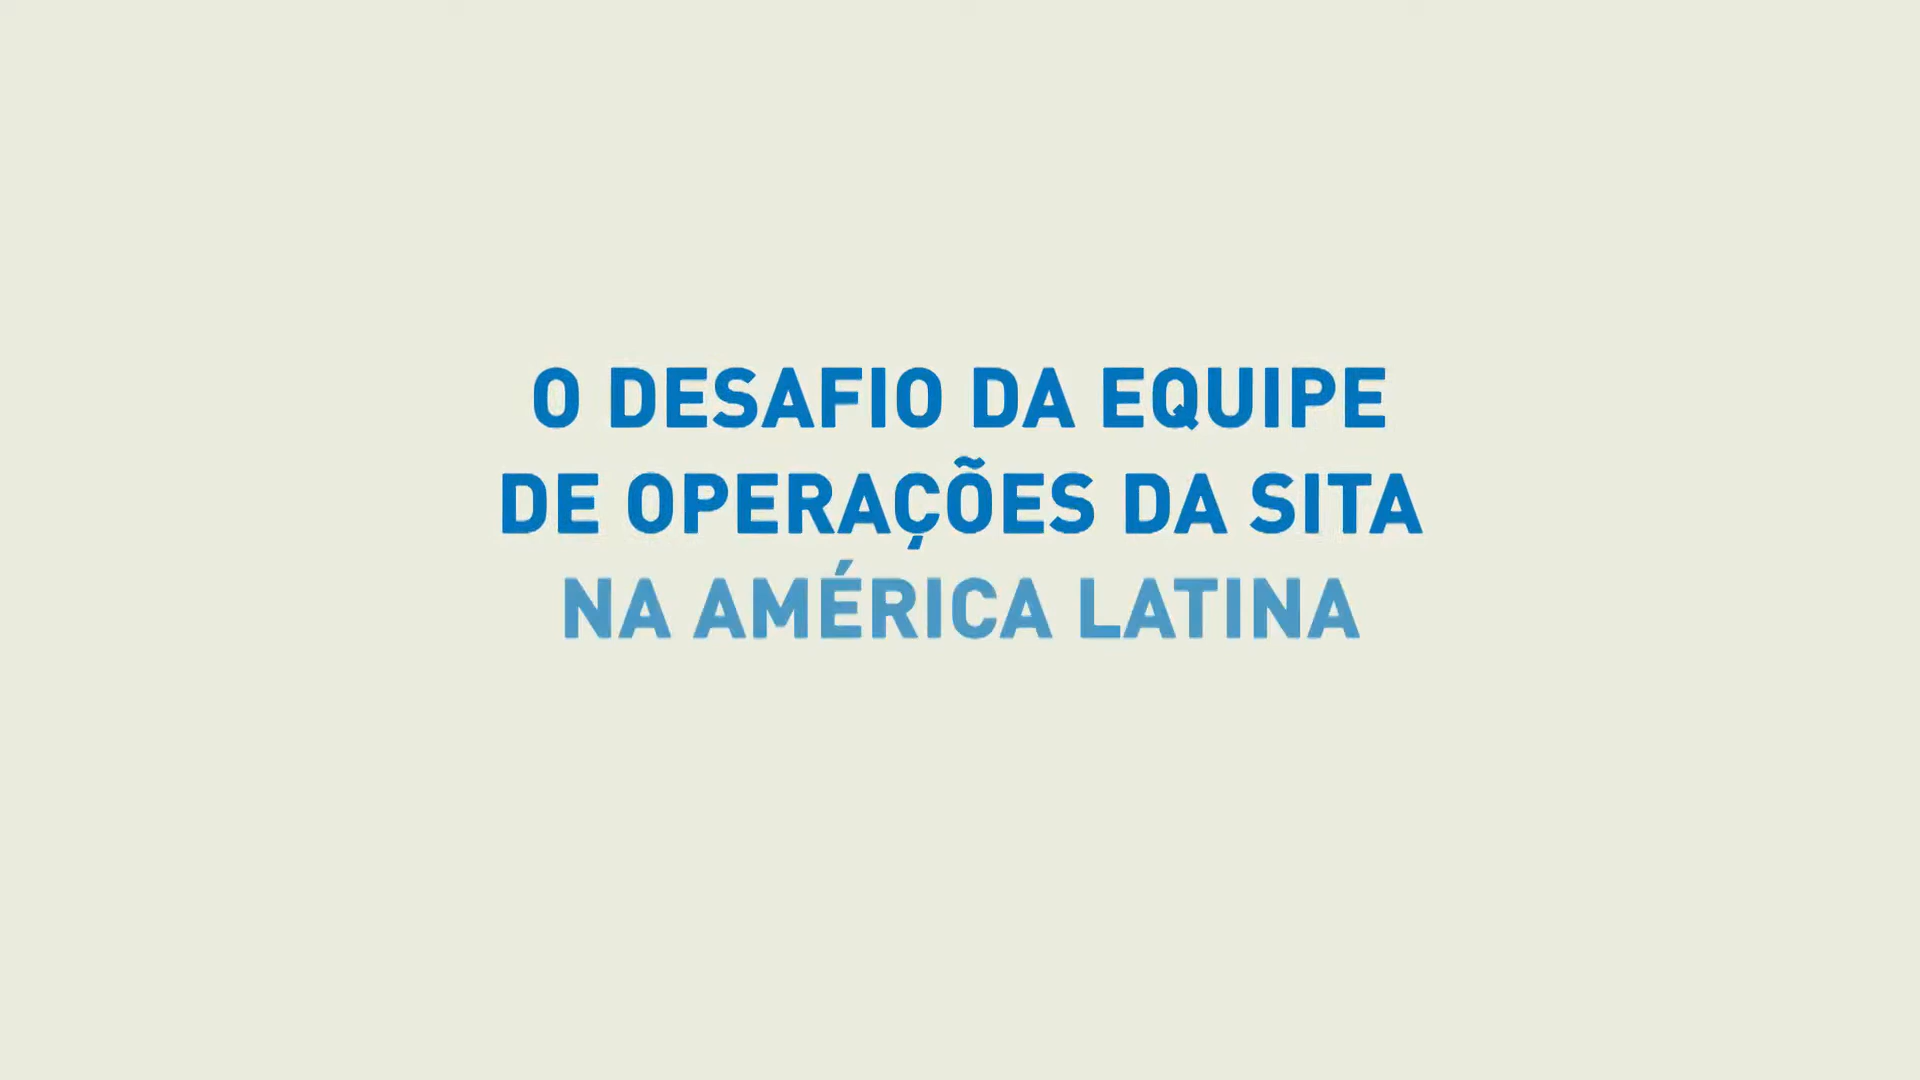 O DESAFIO DA EQUIPE
DE OPERAÇÕES DA SITA
NA AMÉRICA LATINA